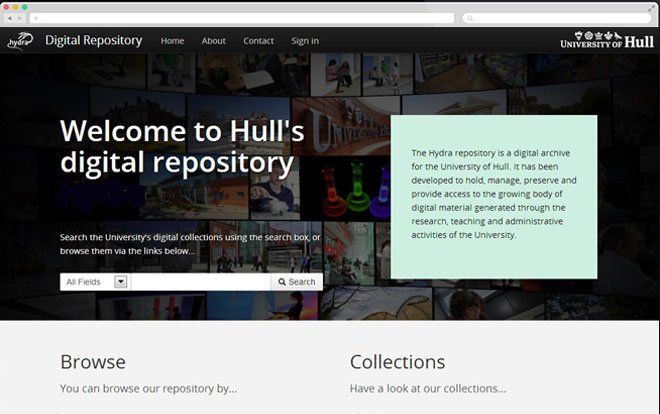 hydra
Digital Repository Home About Contact Sign in
UNIVERSITY OF Hull
Welcome to Hull's
digital repository
Search the University's digital collections using the search box, or
browse them via the links below...
All Fields
Search
The Hydra repository is a digital archive
for the University of Hull. It has been
developed to hold, manage, preserve and
provide access to the growing body of
digital material generated through the
research, teaching and administrative
activities of the University.
Browse
You can browse our repository by...
Collections
Have a look at our collections...